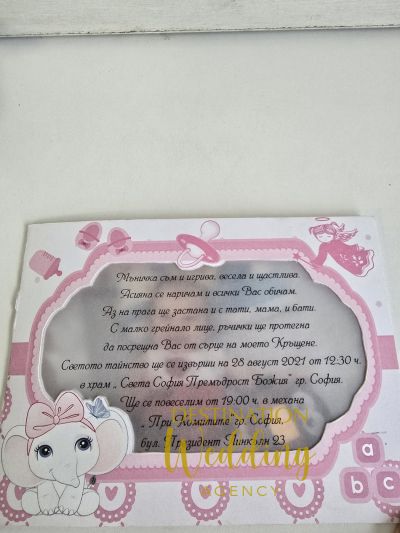 Мъничка съм и игрива, весела и щастлива.
Асияна се наричам и всички Вас обичам.
Аз на прага ще застана и с тати, мама, и бати.
С малко грейнало лице, ръчички ще протегна
да посрещна Вас от сърце на моето Кръщене.
Светото тайнство ще се извърши на 28 август 2021 от 12:30 ч.
в храм „ Света София Премъдрост Божия" гр. София.
Ще се повеселим от 19:00 ч. в механа
„ При Комитите" гр. София,
бул. Президент Линкълн 23
DESTINATION
Wedding
AGENCY
a
b c